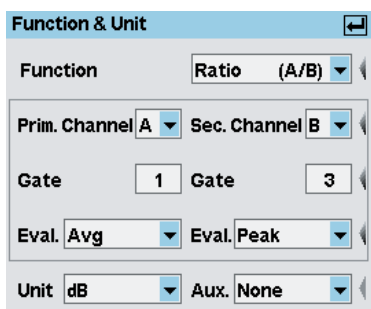 Function & Unit
Function Ratio (A/B)
Prim. Channel A Sec. Channel B
Gate 1 Gate 3
Eval. Avg Eval. Peak
Unit dB Aux. None